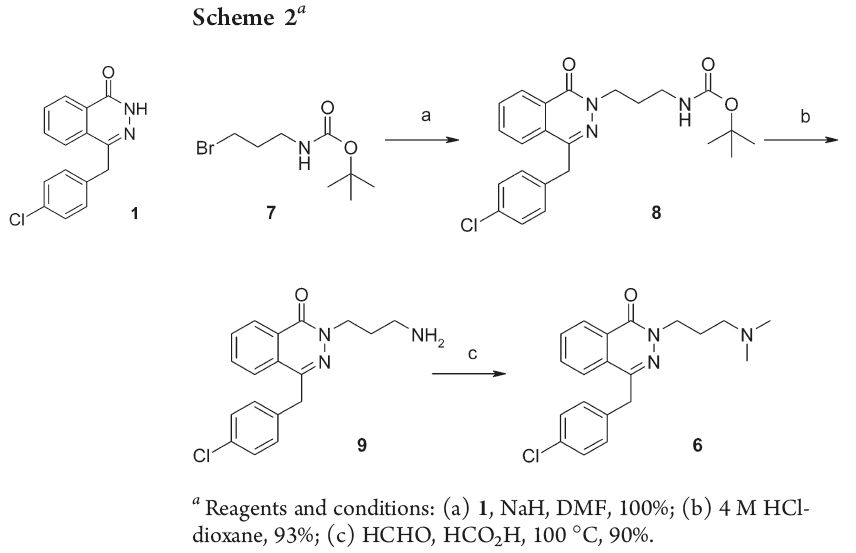 Scheme 2ᵃ
O
NH
N
Cl
1
Br
N
H
O
O
7
a
O
N
N
N
H
O
O
Cl
8
b
O
N
N
NH₂
Cl
9
c
O
N
N
N
Cl
6
ᵃ Reagents and conditions: (a) 1, NaH, DMF, 100%; (b) 4 M HCl-
dioxane, 93%; (c) HCHO, HCO₂H, 100 °C, 90%.